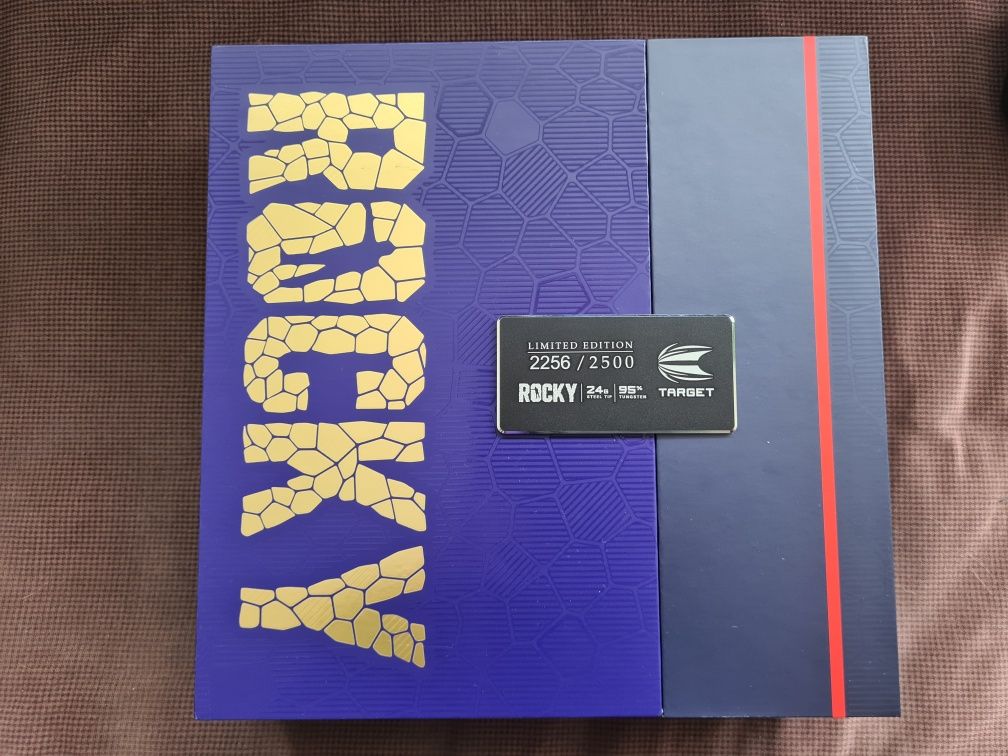 ROCKY
LIMITED EDITION
2256 / 2500
ROCKY 24G STEEL TIP 95% TUNGSTEN
TARGET